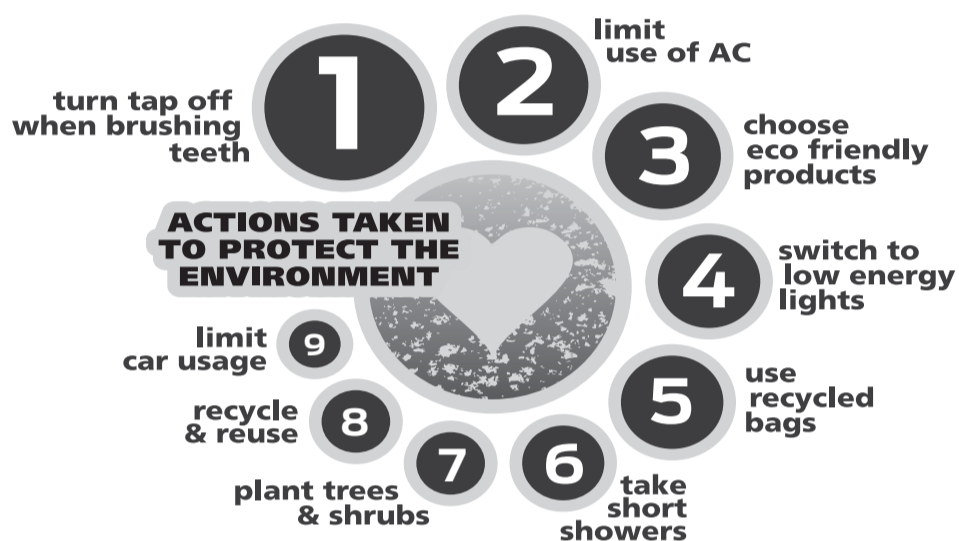 ACTIONS TAKEN
TO PROTECT THE
ENVIRONMENT
1
turn tap off
when brushing
teeth
2
limit
use of AC
3
choose
eco friendly
products
4
switch to
low energy
lights
5
use
recycled
bags
6
take
short
showers
7
plant trees
& shrubs
8
recycle
& reuse
9
limit
car usage